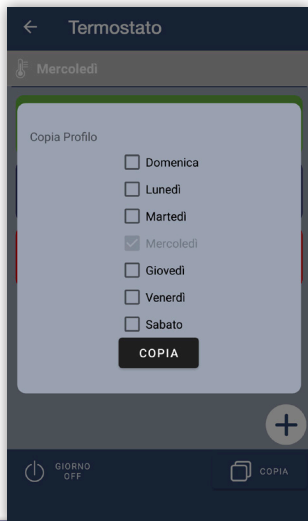 Termostato
Mercoledì
Copia Profilo
Domenica
Lunedì
Martedì
Mercoledì
Giovedì
Venerdì
Sabato
COPIA
GIORNO
OFF
COPIA